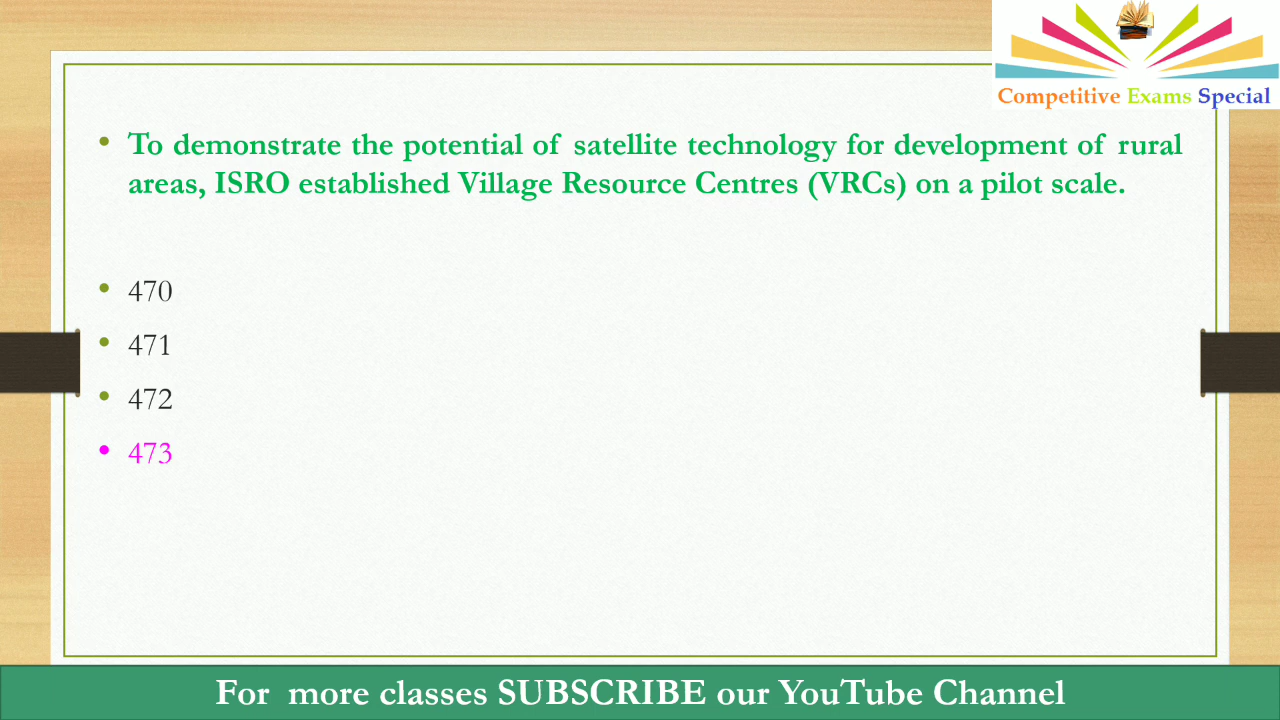 Competitive Exams Special
• To demonstrate the potential of satellite technology for development of rural
areas, ISRO established Village Resource Centres (VRCs) on a pilot scale.
• 470
• 471
• 472
• 473
For more classes SUBSCRIBE our YouTube Channel